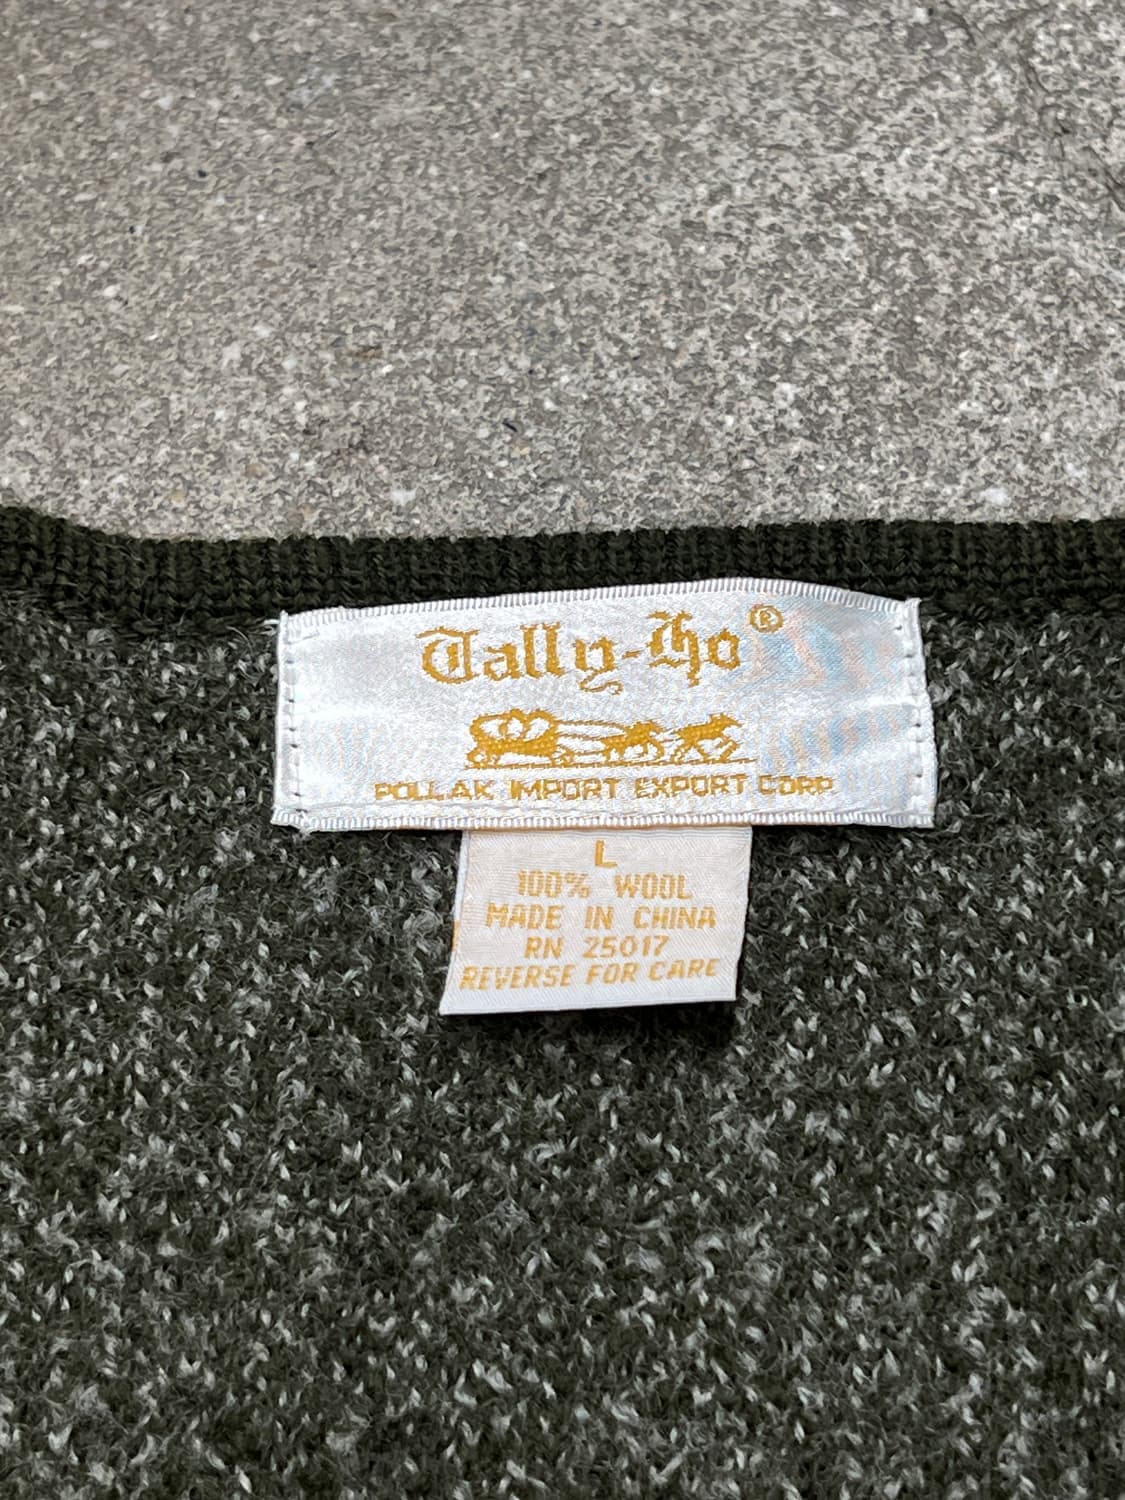 Tally-Ho®
POLLAK IMPORT EXPORT CORP
L
100% WOOL
MADE IN CHINA
RN 25017
REVERSE FOR CARE